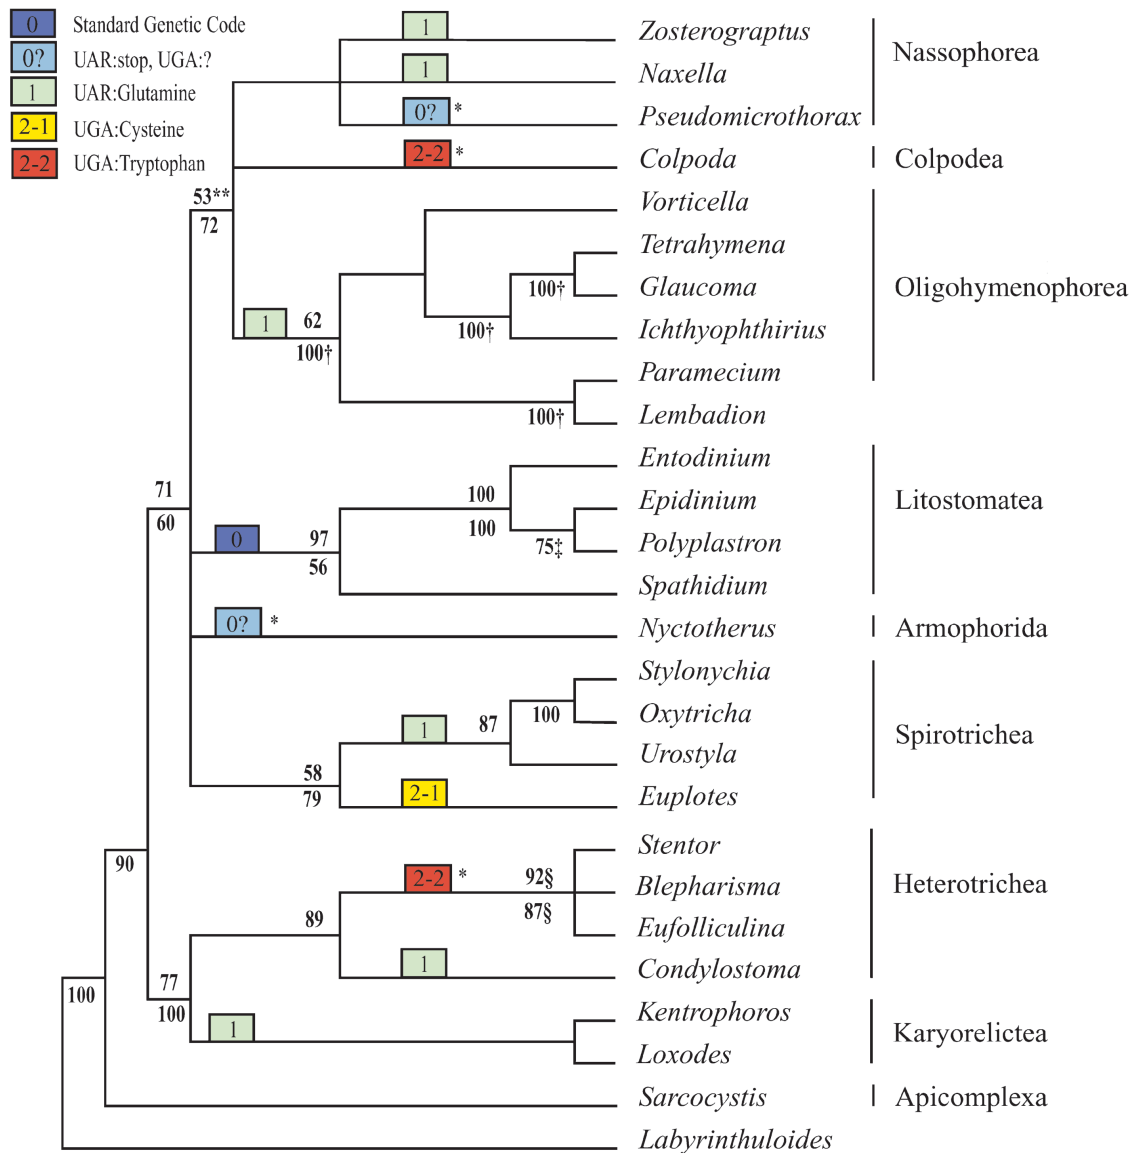 0 Standard Genetic Code
0? UAR:stop, UGA:?
1 UAR:Glutamine
2-1 UGA:Cysteine
2-2 UGA:Tryptophan
1 Zosterograptus
Nassophorea
1 Naxella
0? * Pseudomicrothorax
2-2 * Colpoda Colpodea
53**
72
Vorticella
Tetrahymena
100† Glaucoma
Oligohymenophorea
1 62
100†
100† Ichthyophthirius
Paramecium
100† Lembadion
Entodinium
71
60
100
100
Epidinium
Litostomatea
0 97
56
75‡ Polyplastron
Spathidium
0? * Nyctotherus Armophorida
Stylonychia
100 Oxytricha
1 87
Spirotrichea
Urostyla
58
79
2-1 Euplotes
Stentor
90
2-2 * 92§
87§
Blepharisma
Heterotrichea
89 Eufolliculina
1 Condylostoma
100
77
100
Kentrophoros
1
Karyorelictea
Loxodes
Sarcocystis Apicomplexa
Labyrinthuloides